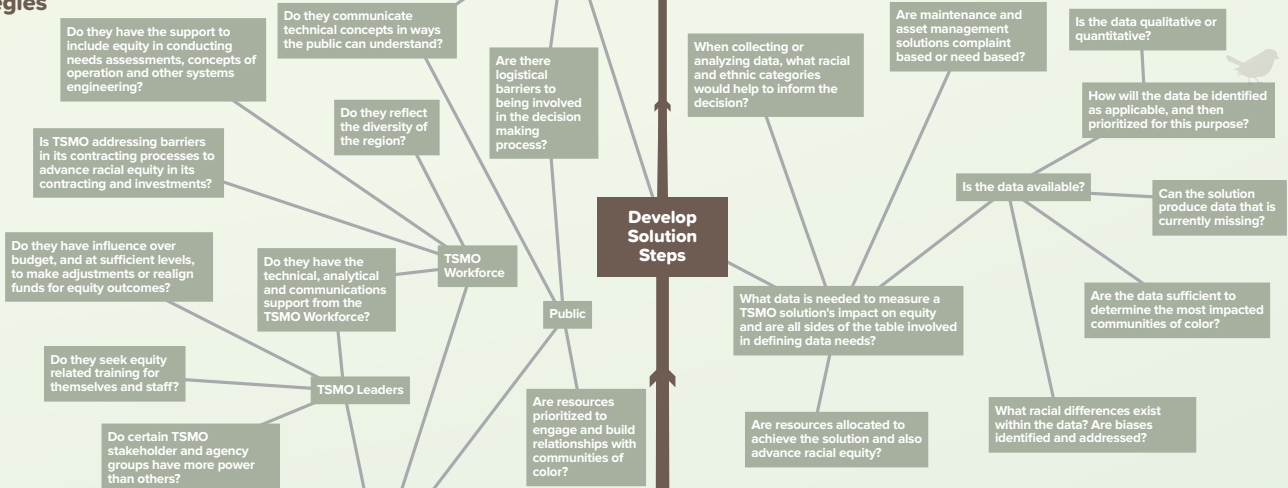 Do they have the support to
include equity in conducting
needs assessments, concepts of
operation and other systems
engineering?
Do they communicate
technical concepts in ways
the public can understand?
Are there
logistical
barriers to
being involved
in the decision
making
process?
Do they reflect
the diversity of
the region?
Is TSMO addressing barriers
in its contracting processes to
advance racial equity in its
contracting and investments?
Do they have influence over
budget, and at sufficient levels,
to make adjustments or realign
funds for equity outcomes?
Do they have the
technical, analytical
and communications
support from the
TSMO Workforce?
TSMO
Workforce
Public
Do they seek equity
related training for
themselves and staff?
TSMO Leaders
Do certain TSMO
stakeholder and agency
groups have more power
than others?
Are resources
prioritized to
engage and build
relationships with
communities of
color?
Develop
Solution
Steps
When collecting or
analyzing data, what racial
and ethnic categories
would help to inform the
decision?
Are maintenance and
asset management
solutions complaint
based or need based?
Is the data qualitative or
quantitative?
How will the data be identified
as applicable, and then
prioritized for this purpose?
Is the data available?
Can the solution
produce data that is
currently missing?
What data is needed to measure a
TSMO solution's impact on equity
and are all sides of the table involved
in defining data needs?
Are the data sufficient to
determine the most impacted
communities of color?
Are resources allocated to
achieve the solution and also
advance racial equity?
What racial differences exist
within the data? Are biases
identified and addressed?